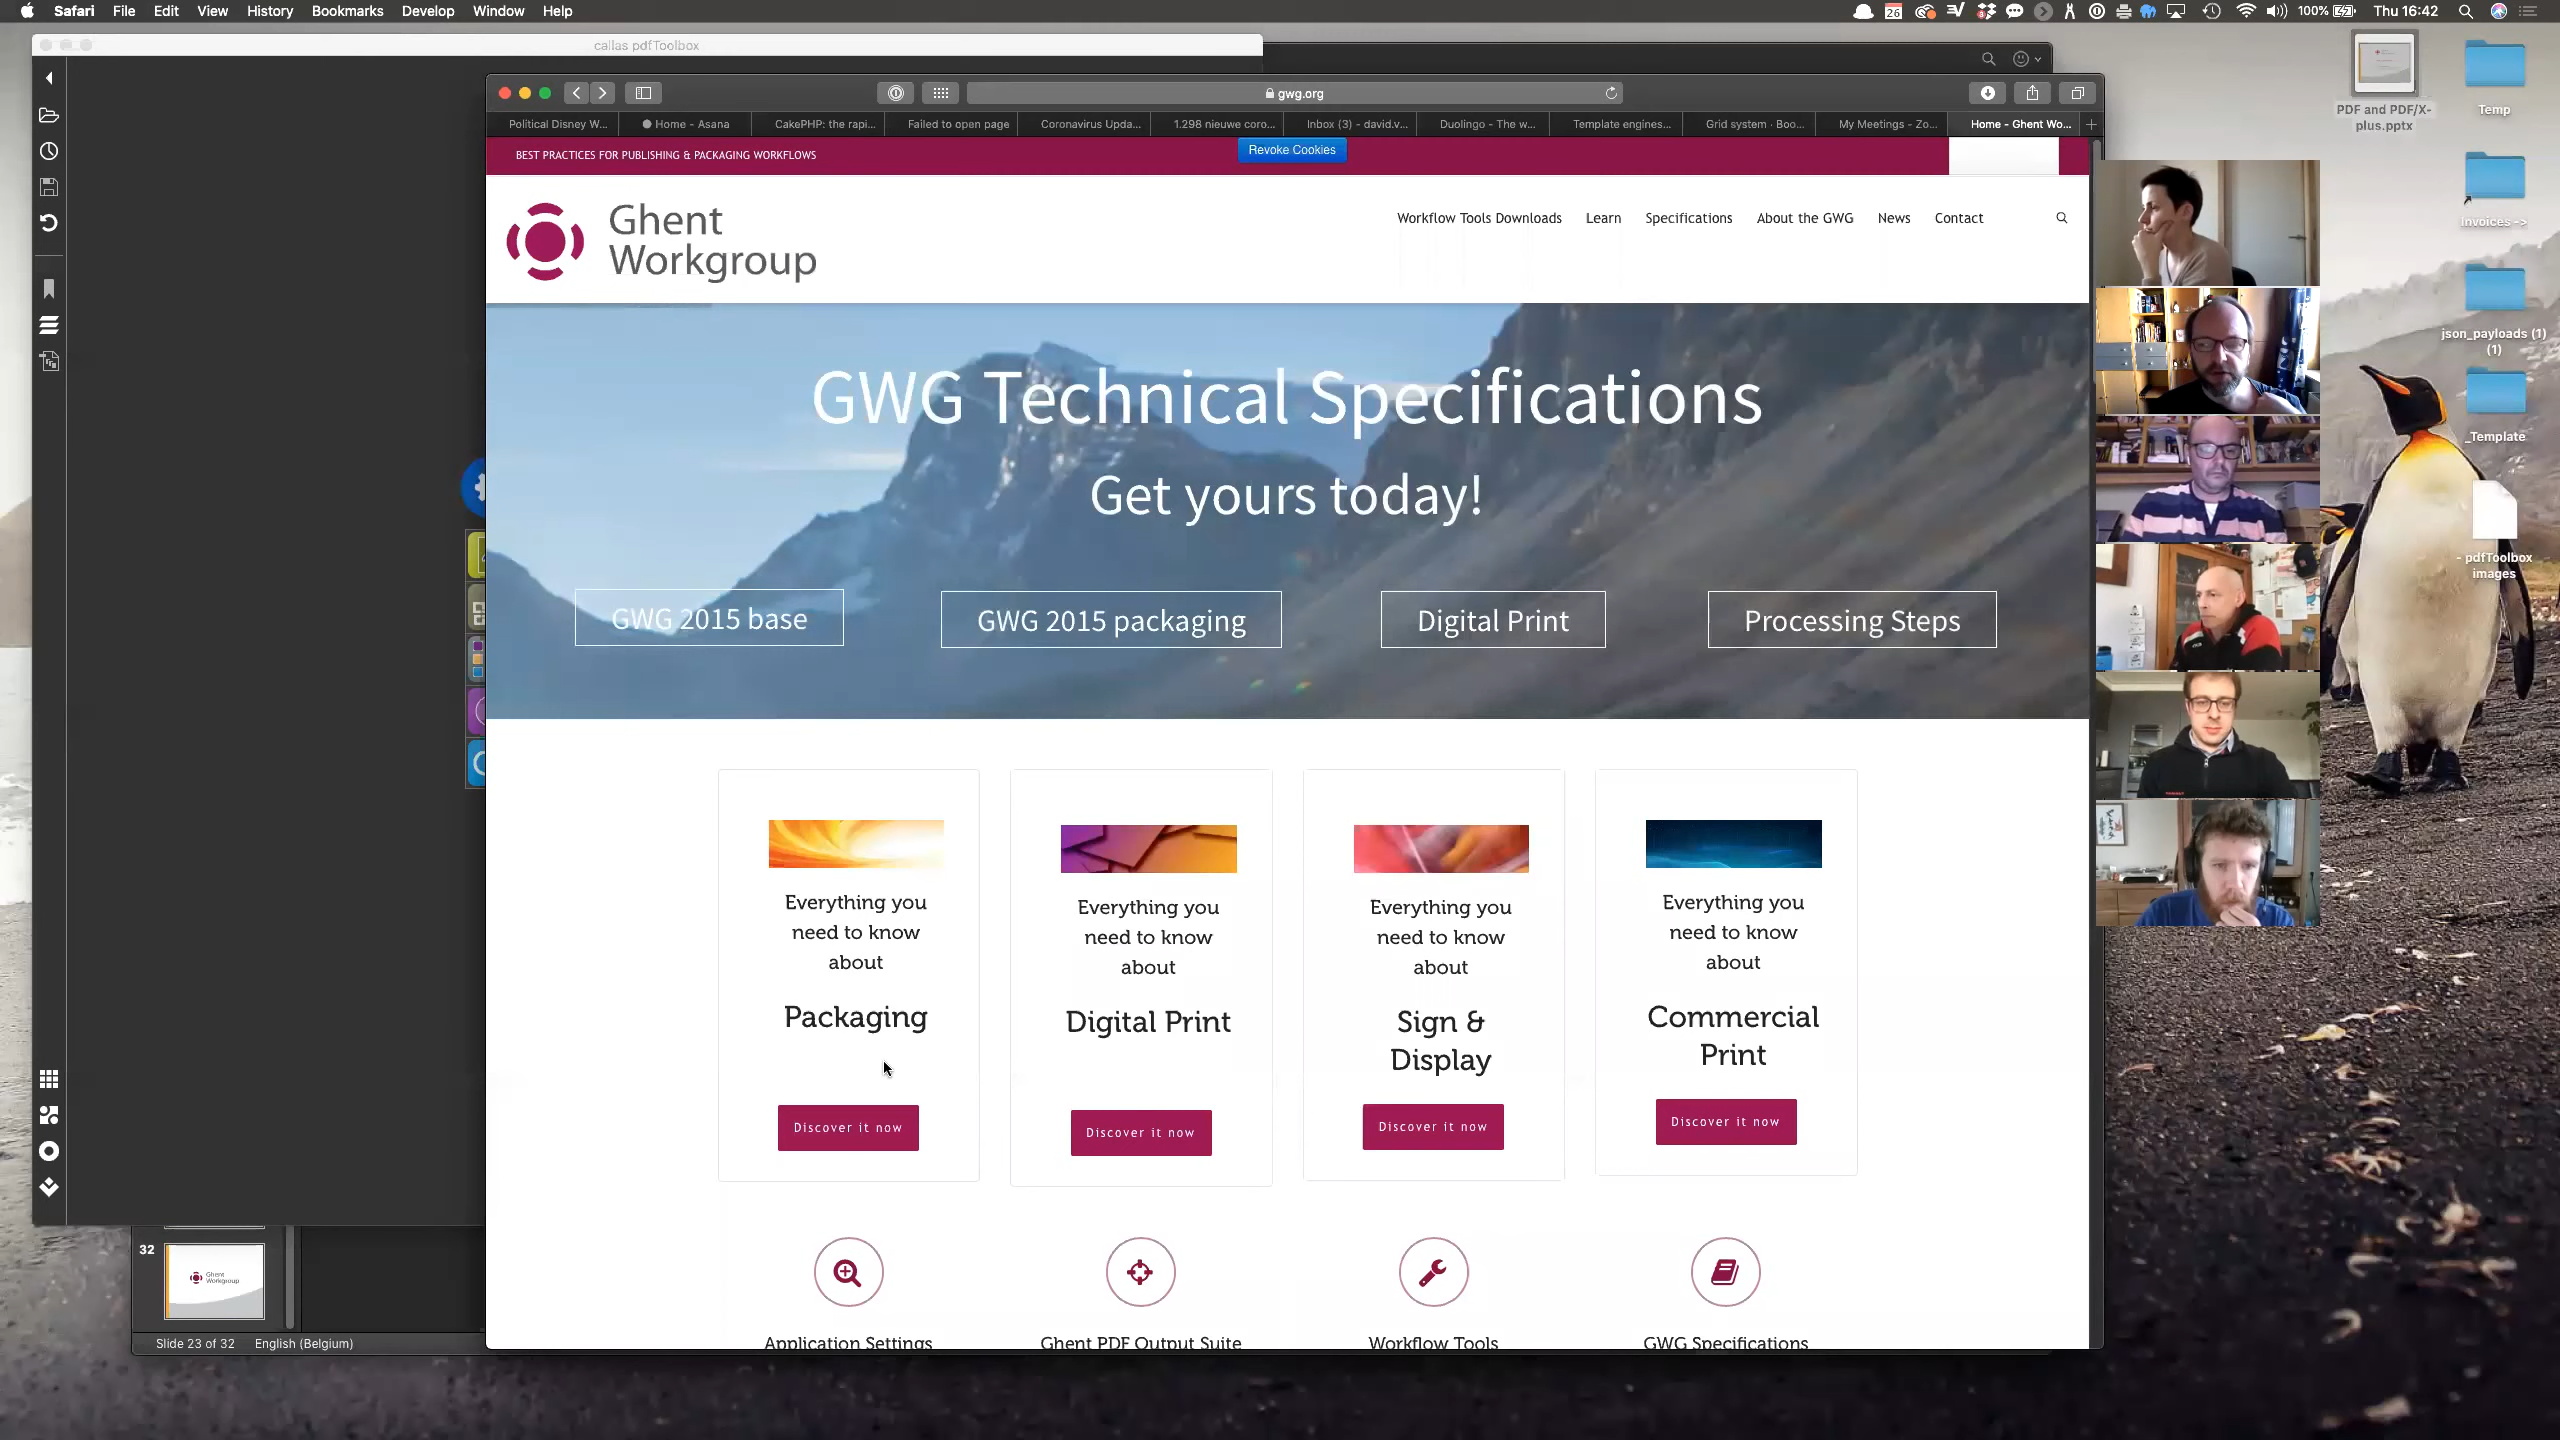 Safari File Edit View History Bookmarks Develop Window Help
26
100%
Thu 16:42
callas pdfToolbox
gwg.org
Political Disney W...
Home - Asana
CakePHP: the rapi...
Failed to open page
Coronavirus Upda...
1.298 nieuwe coro...
Inbox (3) - david.v...
Duolingo - The w...
Template engines...
Grid system · Boo...
My Meetings - Zo...
Home - Ghent Wo...
BEST PRACTICES FOR PUBLISHING & PACKAGING WORKFLOWS
Revoke Cookies
Ghent
Workgroup
Workflow Tools Downloads Learn Specifications About the GWG News Contact
GWG Technical Specifications
Get yours today!
GWG 2015 base
GWG 2015 packaging
Digital Print
Processing Steps
Everything you
need to know
about
Packaging
Discover it now
Everything you
need to know
about
Digital Print
Discover it now
Everything you
need to know
about
Sign &
Display
Discover it now
Everything you
need to know
about
Commercial
Print
Discover it now
Application Settings
Ghent PDF Output Suite
Workflow Tools
GWG Specifications
32
Ghent
Workgroup
Slide 23 of 32
English (Belgium)
PDF and PDF/X-
plus.pptx
Temp
Invoices ->
json_payloads (1)
(1)
_Template
- pdfToolbox
images